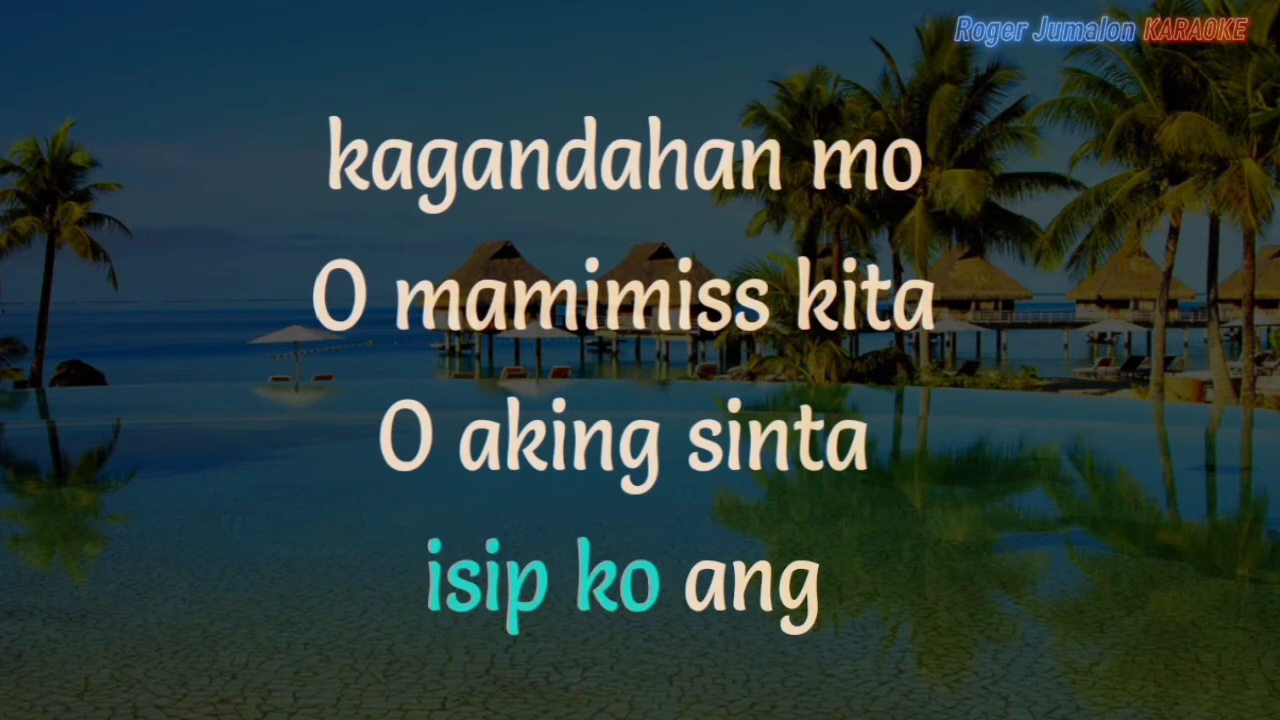 Roger Jumalon KARAOKE
kagandahan mo
O mamimiss kita
O aking sinta
isip ko ang